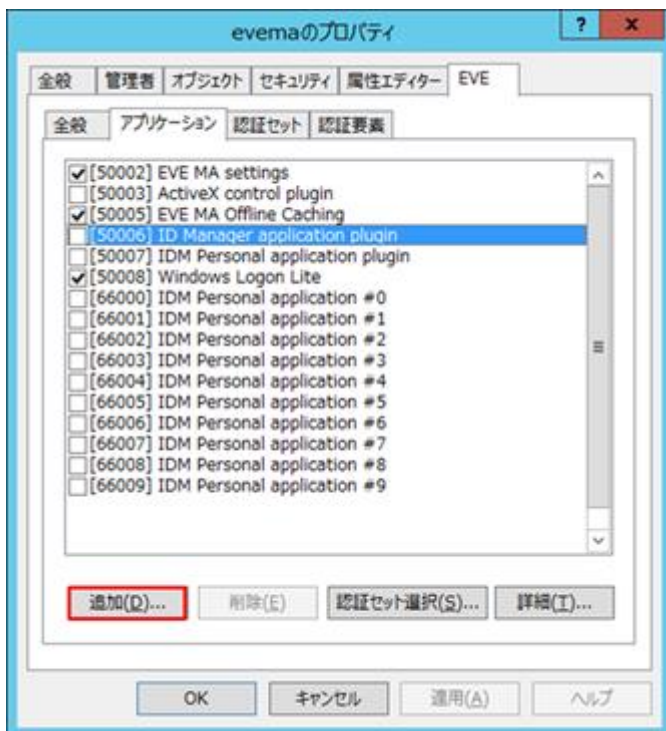 evemaのプロパティ
? x
全般 管理者 オブジェクト セキュリティ 属性エディター EVE
全般 アプリケーション 認証セット 認証要素
[50002] EVE MA settings
[50003] ActiveX control plugin
[50005] EVE MA Offline Caching
[50006] ID Manager application plugin
[50007] IDM Personal application plugin
[50008] Windows Logon Lite
[66000] IDM Personal application #0
[66001] IDM Personal application #1
[66002] IDM Personal application #2
[66003] IDM Personal application #3
[66004] IDM Personal application #4
[66005] IDM Personal application #5
[66006] IDM Personal application #6
[66007] IDM Personal application #7
[66008] IDM Personal application #8
[66009] IDM Personal application #9
追加(D)... 削除(E) 認証セット選択(S)... 詳細(T)...
OK キャンセル 適用(A) ヘルプ